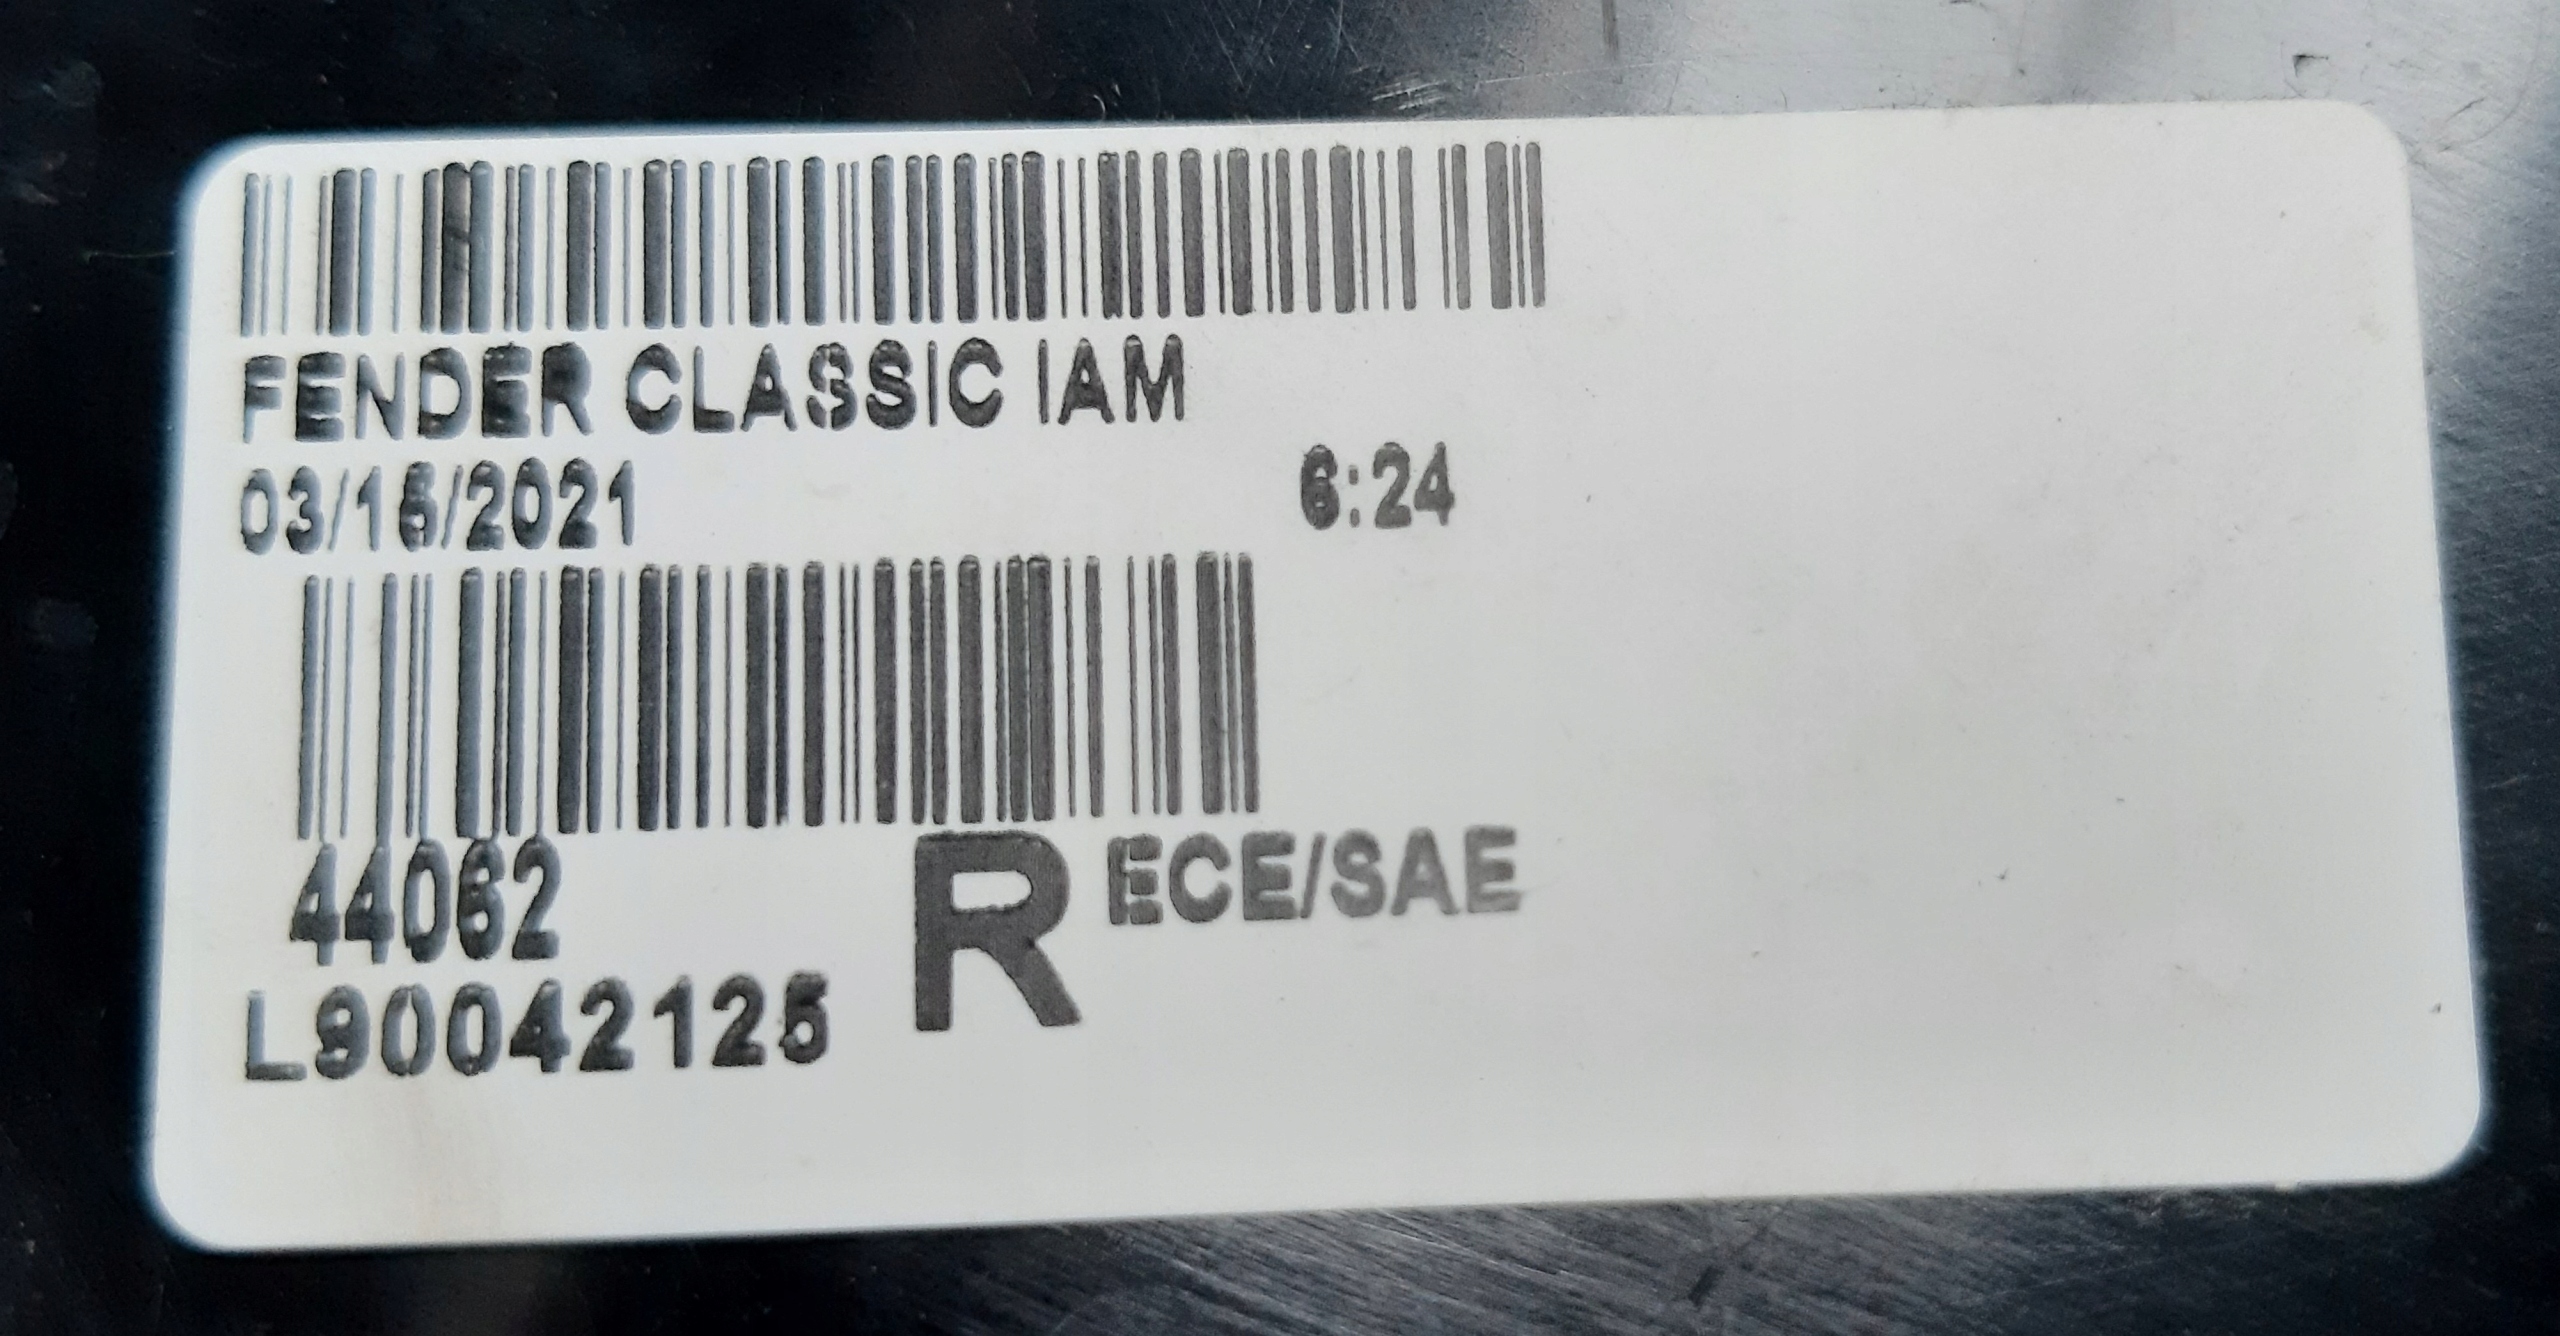 FENDER CLASSIC IAM
03/16/2021 6:24
44062 R ECE/SAE
L90042125